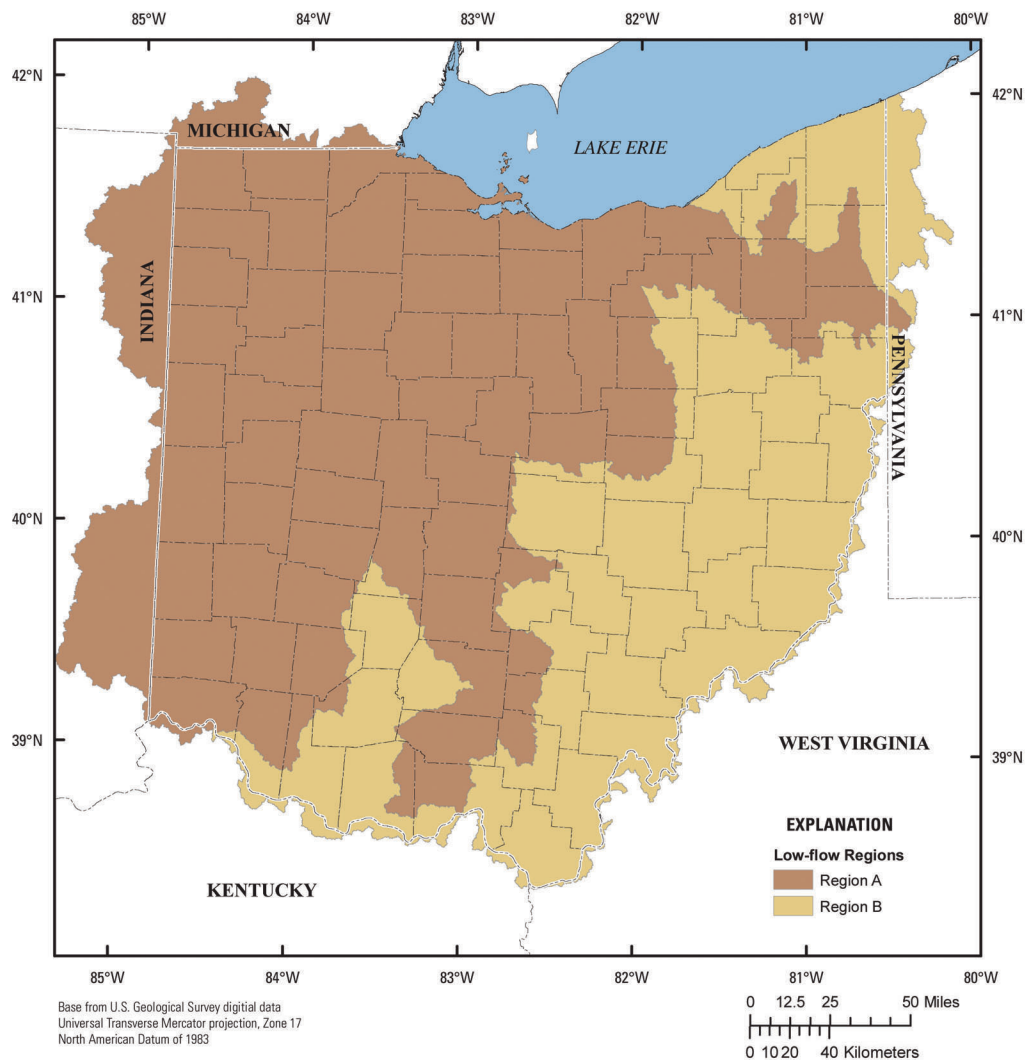 85°W 84°W 83°W 82°W 81°W 80°W
42°N 42°N
MICHIGAN
LAKE ERIE
INDIANA
41°N 41°N
PENNSYLVANIA
40°N 40°N
39°N 39°N
WEST VIRGINIA
EXPLANATION
Low-flow Regions
Region A
Region B
KENTUCKY
85°W 84°W 83°W 82°W 81°W 80°W
Base from U.S. Geological Survey digitial data
Universal Transverse Mercator projection, Zone 17
North American Datum of 1983
0 12.5 25 50 Miles
0 10 20 40 Kilometers